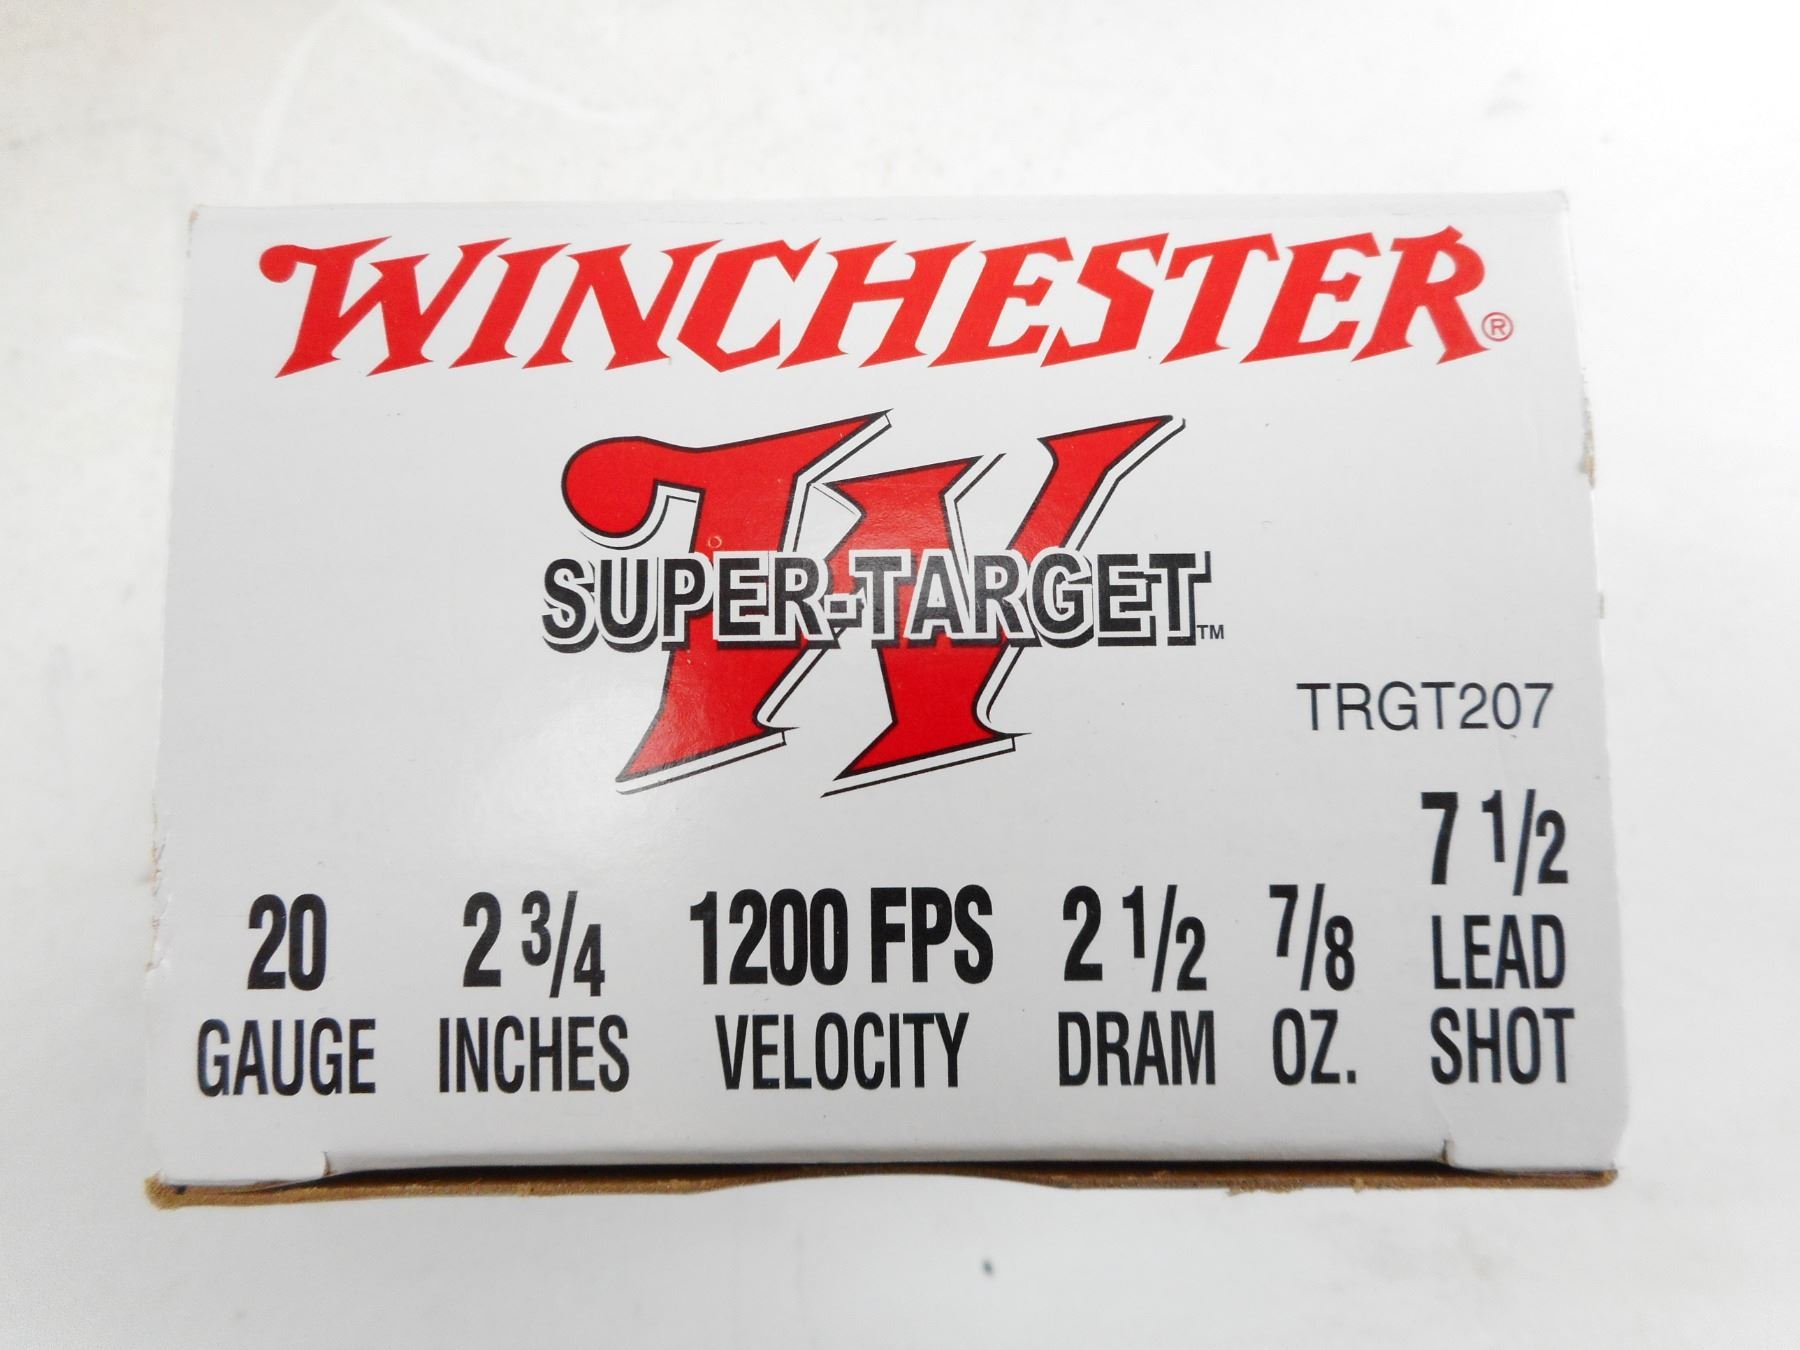 WINCHESTER®
SUPER-TARGET™
TRGT207
20 GAUGE
2 3/4 INCHES
1200 FPS VELOCITY
2 1/2 DRAM
7/8 OZ.
7 1/2 LEAD SHOT